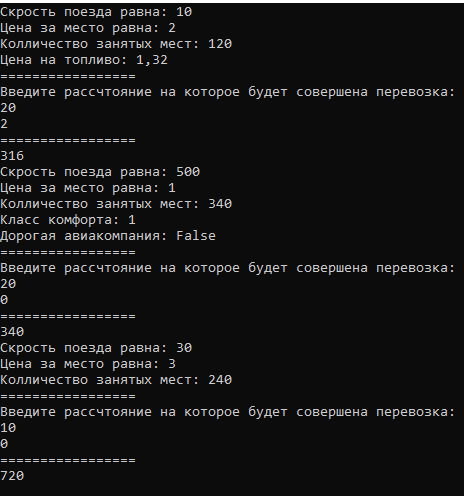 Скрость поезда равна: 10
Цена за место равна: 2
Колличество занятых мест: 120
Цена на топливо: 1,32
=================
Введите рассчтояние на которое будет совершена перевозка:
20
2
=================
316
Скрость поезда равна: 500
Цена за место равна: 1
Колличество занятых мест: 340
Класс комфорта: 1
Дорогая авиакомпания: False
=================
Введите рассчтояние на которое будет совершена перевозка:
20
0
=================
340
Скрость поезда равна: 30
Цена за место равна: 3
Колличество занятых мест: 240
=================
Введите рассчтояние на которое будет совершена перевозка:
10
0
=================
720